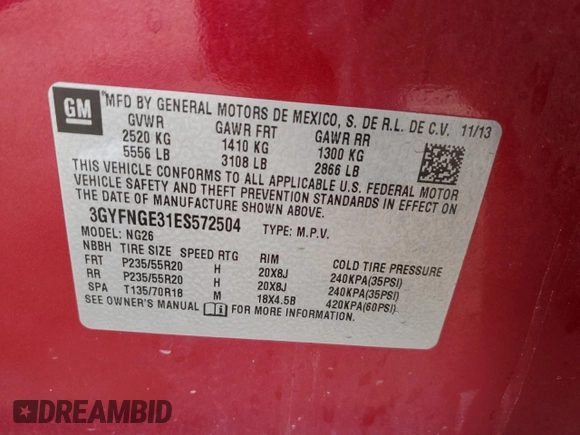 GM
MFD BY GENERAL MOTORS DE MEXICO, S. DE R.L. DE C.V. 11/13
GVWR GAWR FRT GAWR RR
2520 KG 1410 KG 1300 KG
5556 LB 3108 LB 2866 LB
THIS VEHICLE CONFORMS TO ALL APPLICABLE U.S. FEDERAL MOTOR
VEHICLE SAFETY AND THEFT PREVENTION STANDARDS IN EFFECT ON
THE DATE OF MANUFACTURE SHOWN ABOVE.
3GYFNGE31ES572504 TYPE: M.P.V.
MODEL: NG26
NBBH TIRE SIZE SPEED RTG RIM COLD TIRE PRESSURE
FRT P235/55R20 H 20X8J 240KPA(35PSI)
RR P235/55R20 H 20X8J 240KPA(35PSI)
SPA T135/70R18 M 18X4.5B 420KPA(60PSI)
SEE OWNER'S MANUAL FOR MORE INFORMATION.
DREAMBID